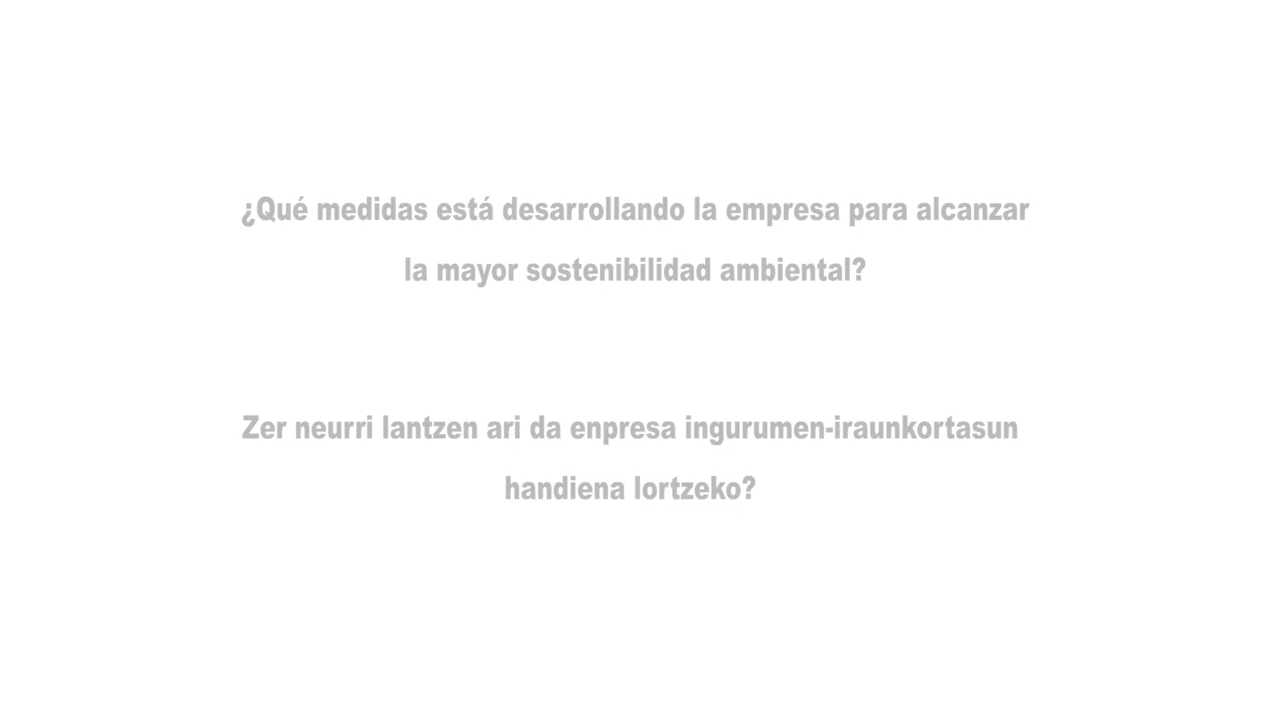 ¿Qué medidas está desarrollando la empresa para alcanzar
la mayor sostenibilidad ambiental?
Zer neurri lantzen ari da enpresa ingurumen-iraunkortasun
handiena lortzeko?